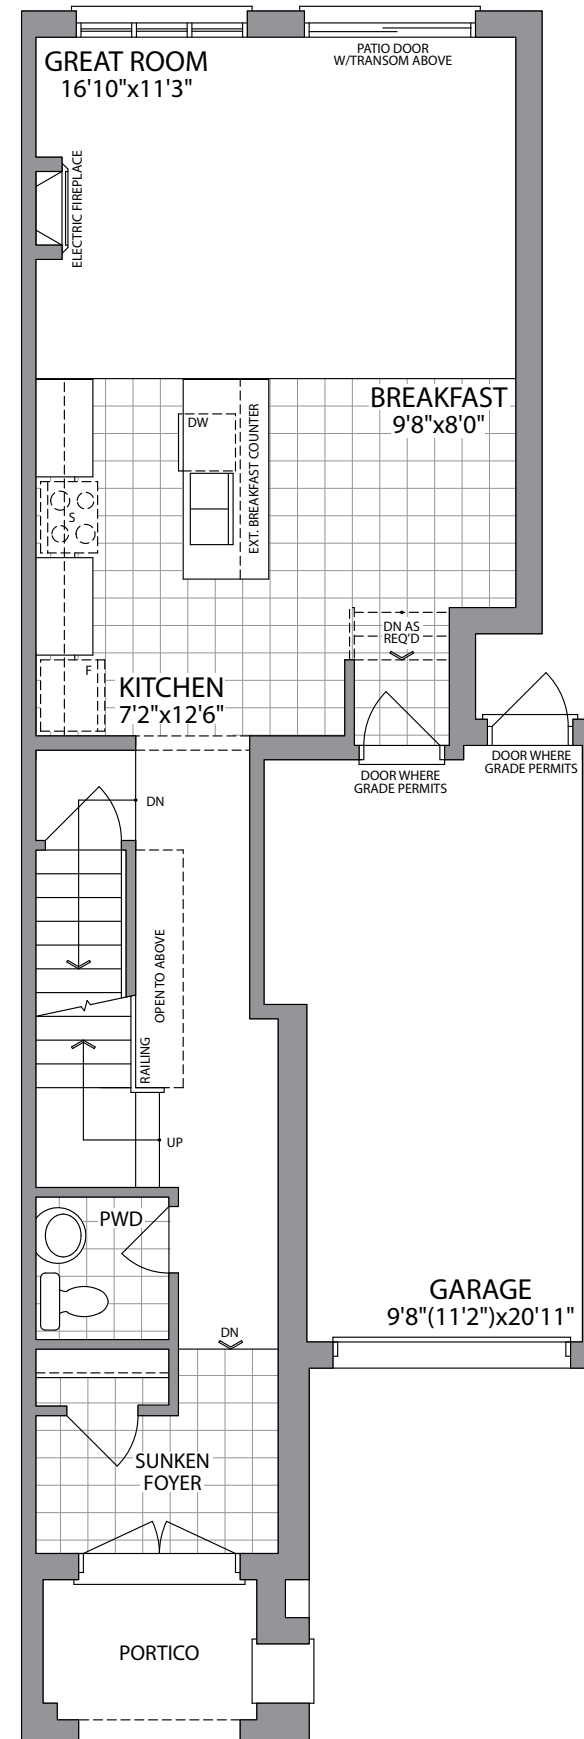 GREAT ROOM
16'10"x11'3"
PATIO DOOR
W/TRANSOM ABOVE
ELECTRIC FIREPLACE
BREAKFAST
9'8"x8'0"
DW
EXT. BREAKFAST COUNTER
S
DN AS
REQ'D
F
KITCHEN
7'2"x12'6"
DOOR WHERE
GRADE PERMITS
DOOR WHERE
GRADE PERMITS
DN
OPEN TO ABOVE
RAILING
UP
PWD
GARAGE
9'8"(11'2")x20'11"
DN
SUNKEN
FOYER
PORTICO